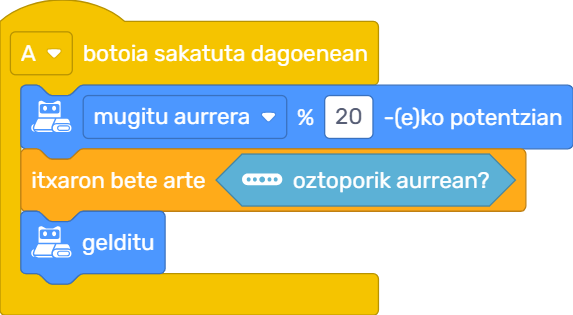 A botoia sakatuta dagoenean
mugitu aurrera % 20 -(e)ko potentzian
itxaron bete arte oztoporik aurrean?
gelditu